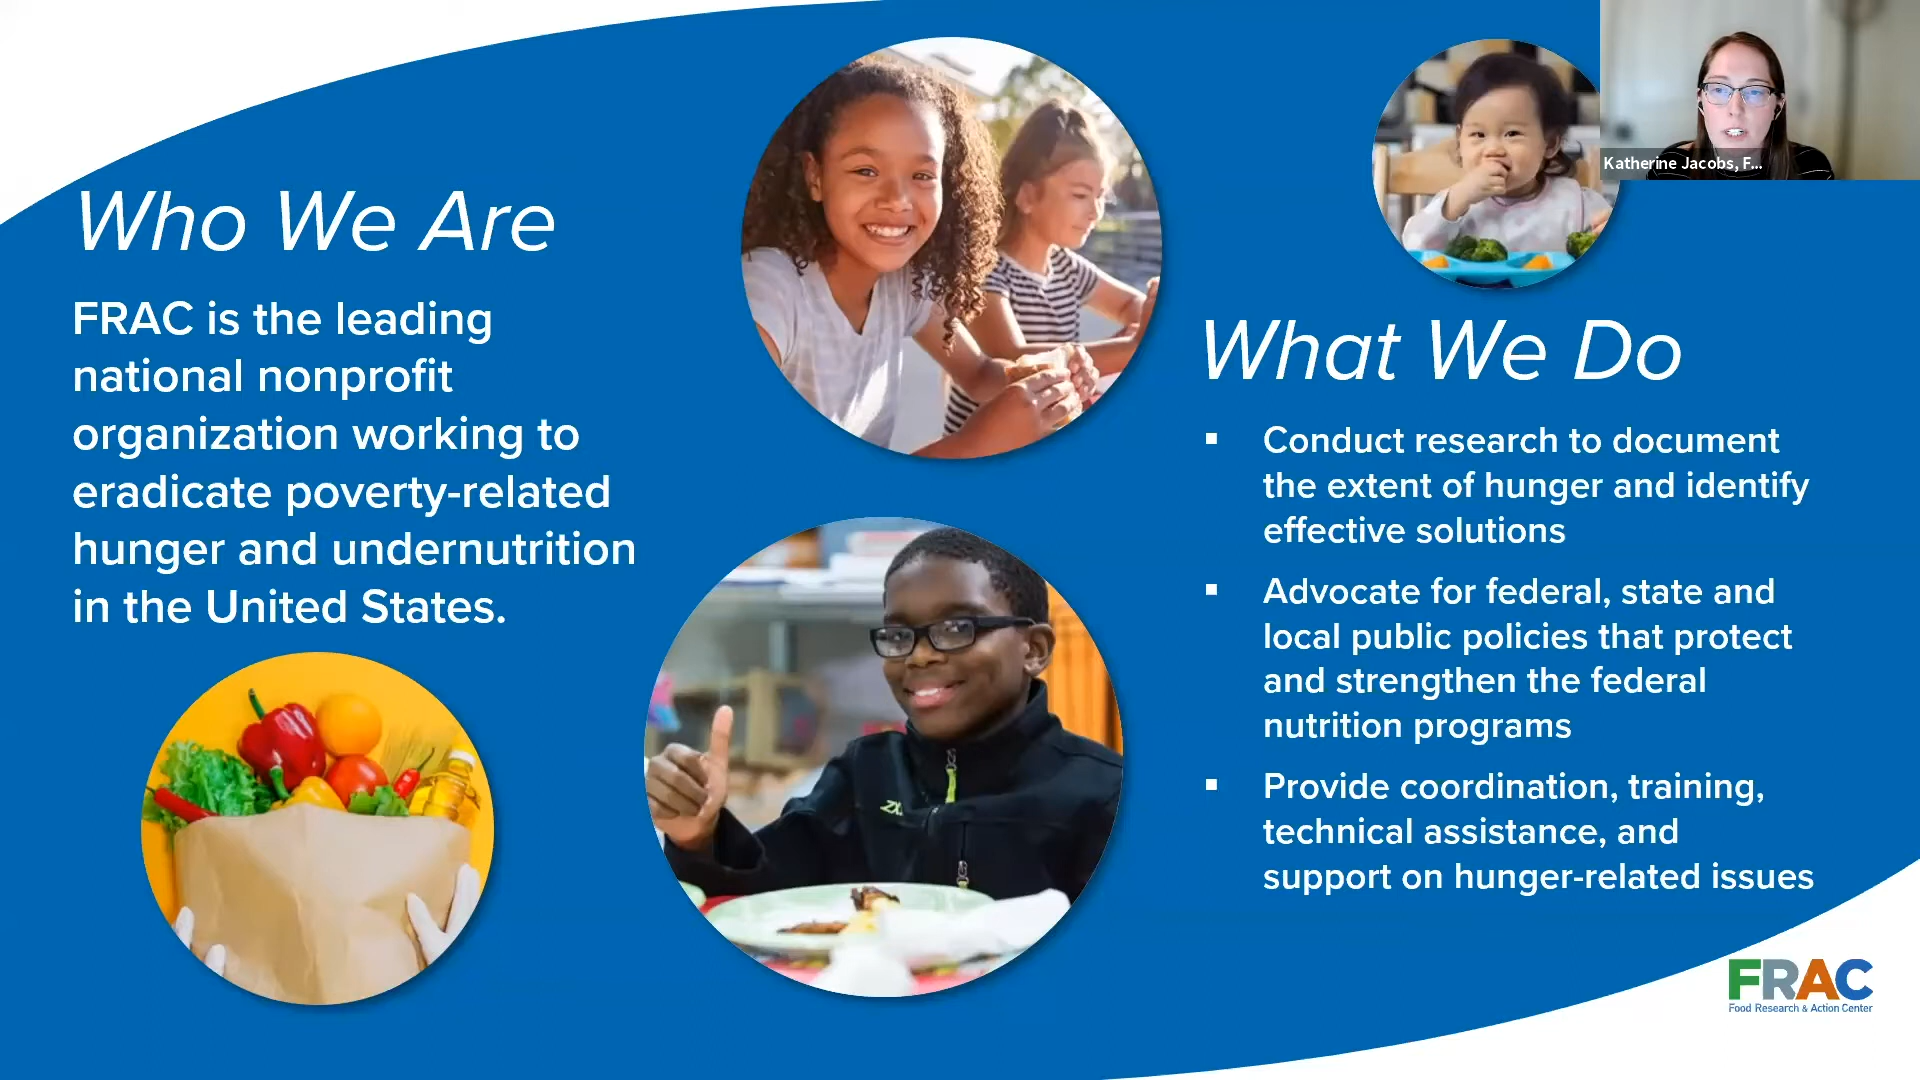 Who We Are
FRAC is the leading
national nonprofit
organization working to
eradicate poverty-related
hunger and undernutrition
in the United States.
Katherine Jacobs, F...
What We Do
▪ Conduct research to document
the extent of hunger and identify
effective solutions
▪ Advocate for federal, state and
local public policies that protect
and strengthen the federal
nutrition programs
▪ Provide coordination, training,
technical assistance, and
support on hunger-related issues
FRAC
Food Research & Action Center